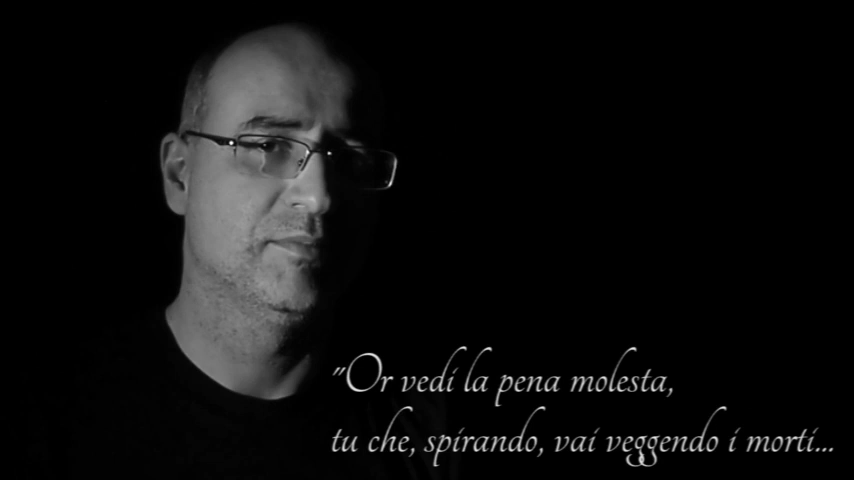 "Or vedi la pena molesta,
tu che, spirando, vai veggendo i morti...